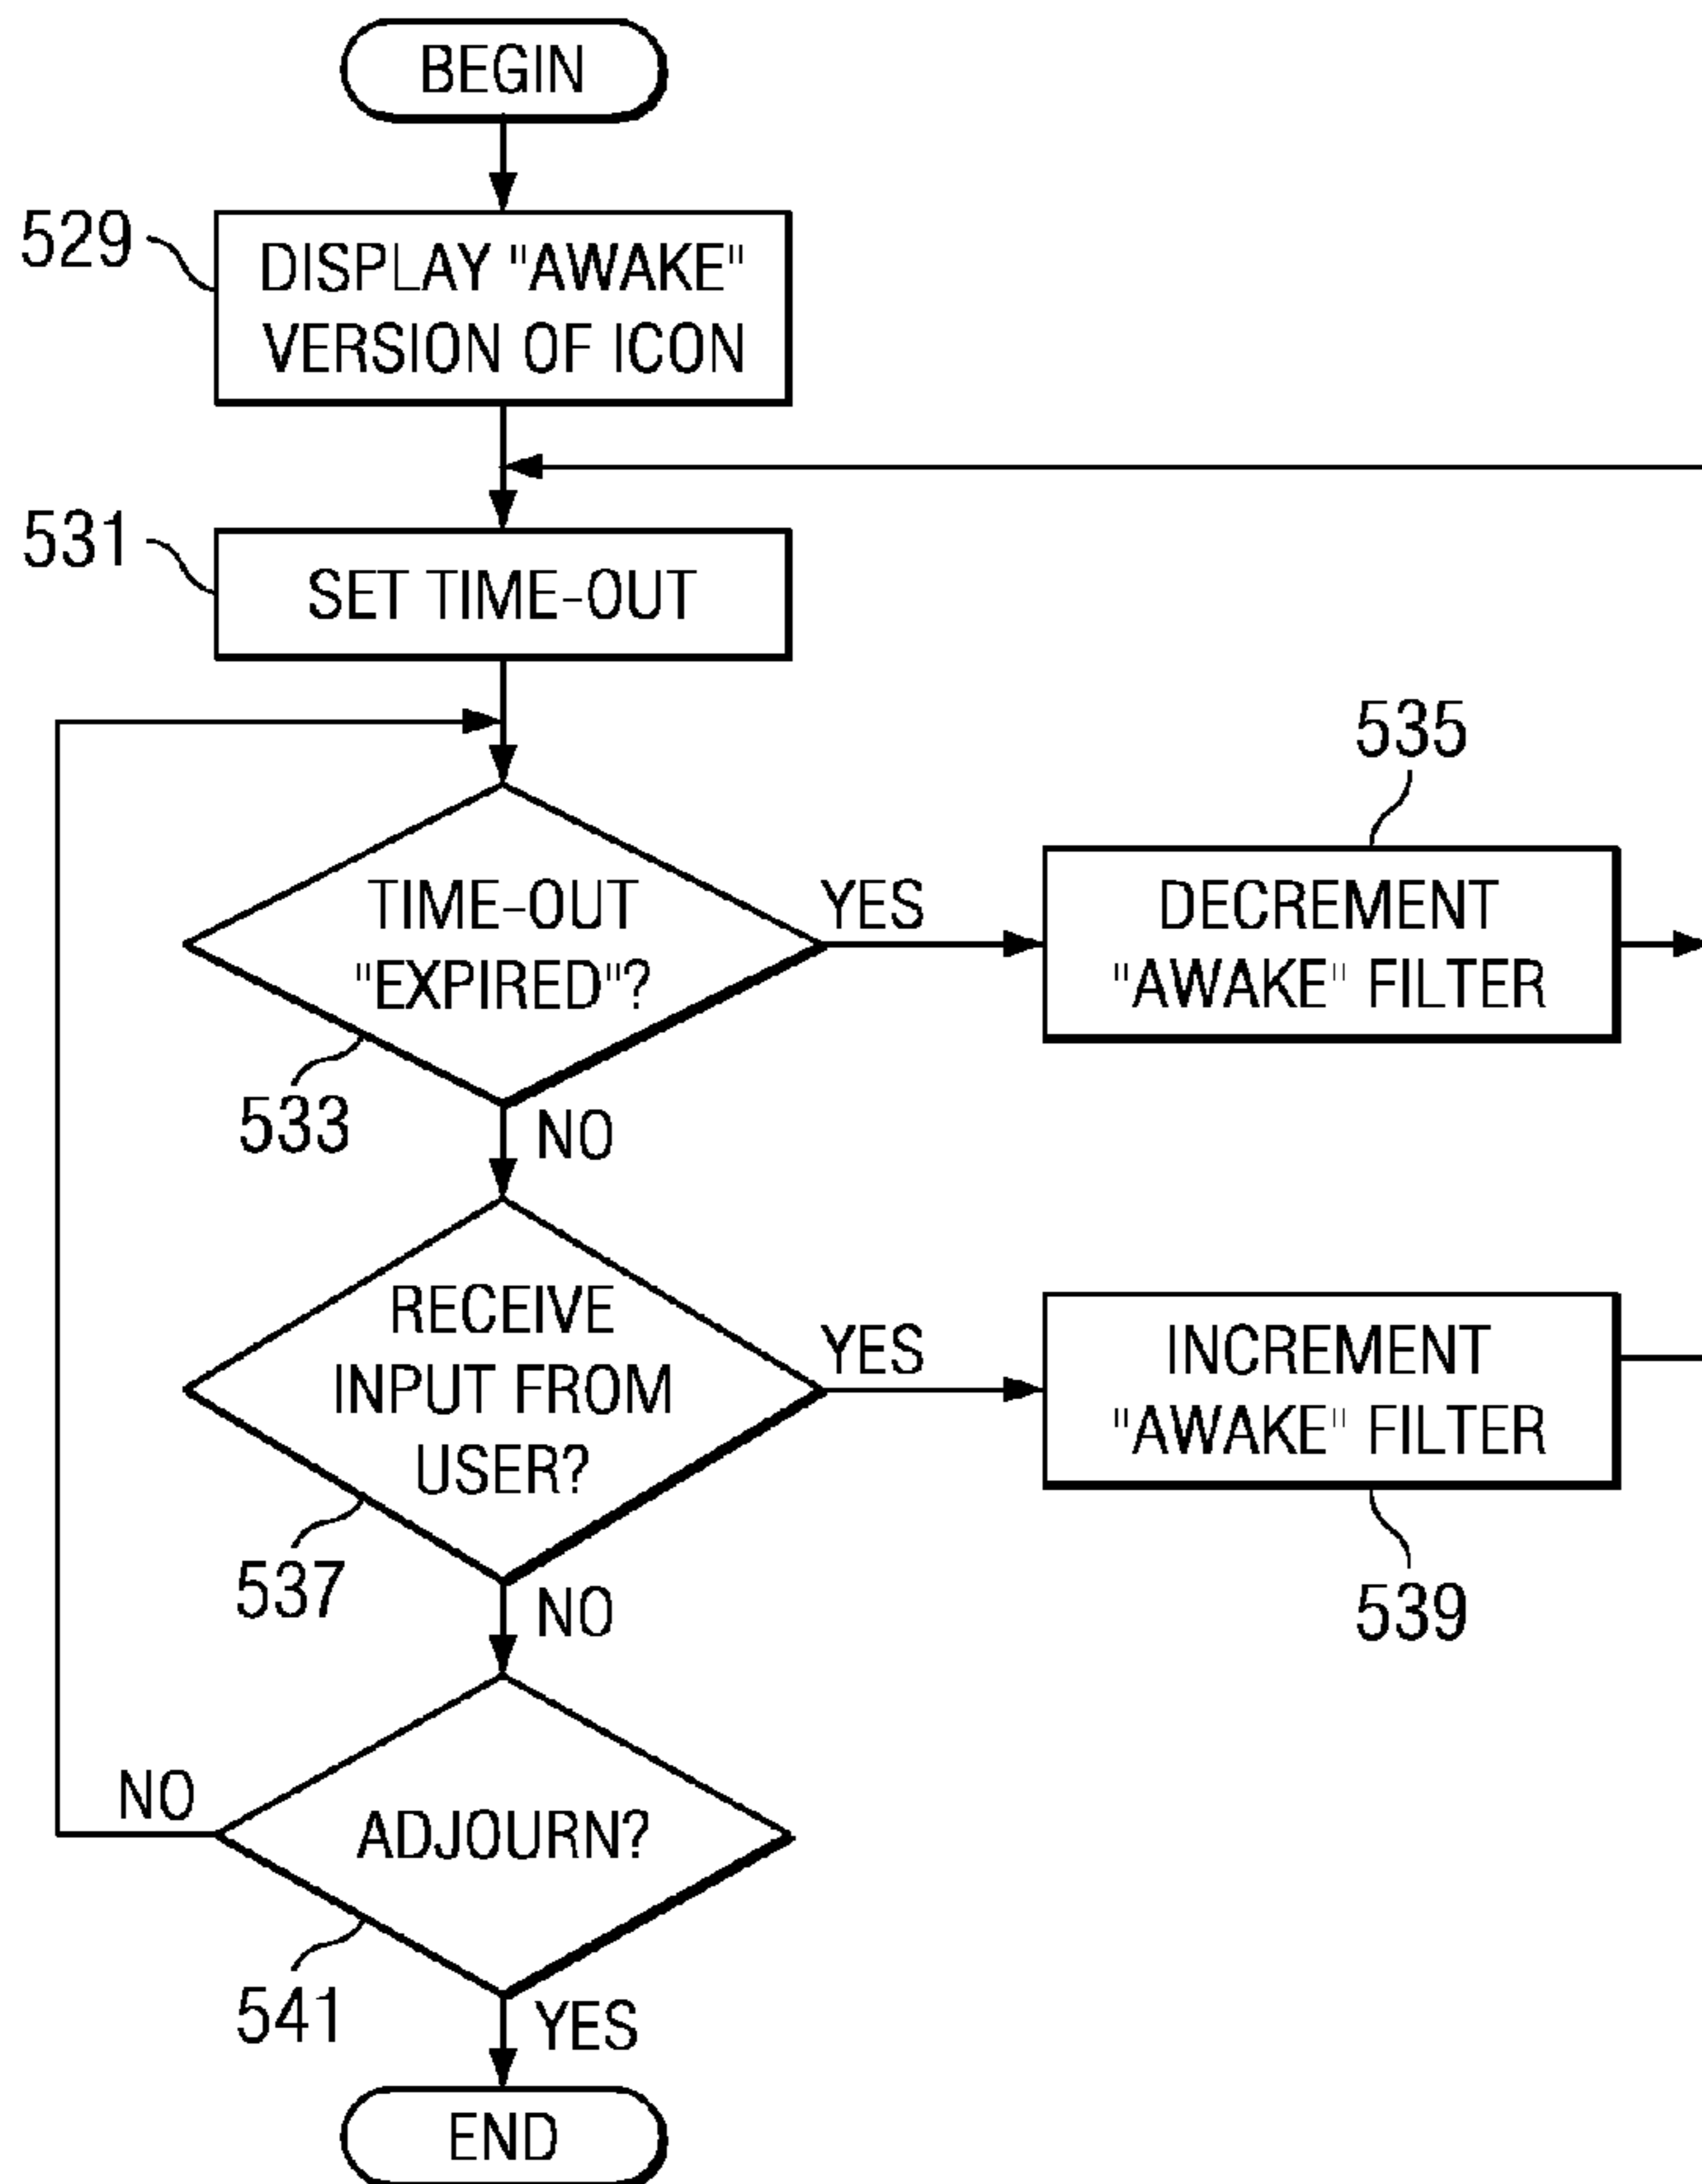 BEGIN
529
DISPLAY "AWAKE"
VERSION OF ICON
531
SET TIME-OUT
535
TIME-OUT
"EXPIRED"?
YES
DECREMENT
"AWAKE" FILTER
533
NO
RECEIVE
INPUT FROM
USER?
YES
INCREMENT
"AWAKE" FILTER
537
NO
539
NO
ADJOURN?
541
YES
END